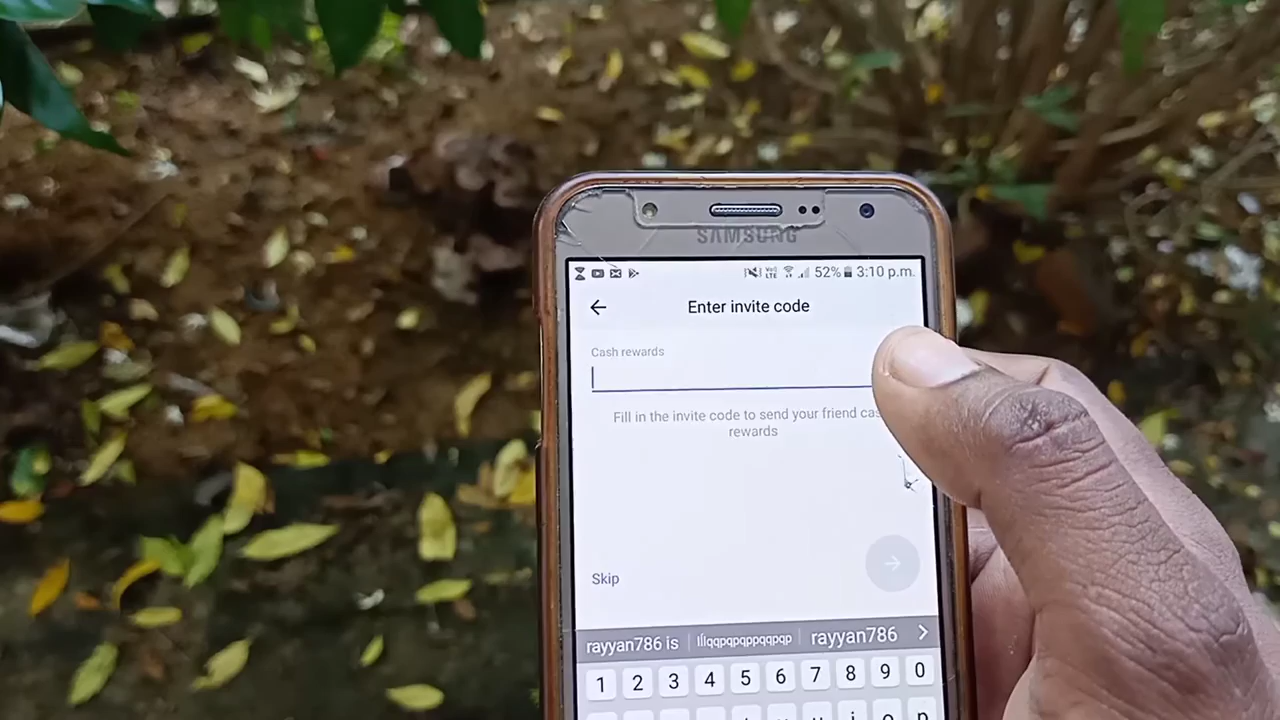 SAMSUNG
52% 3:10 p.m.
Enter invite code
Cash rewards
Fill in the invite code to send your friend
rewards
Skip
rayyan786 is rayyan786
1 2 3 4 5 6 7 8 9 0